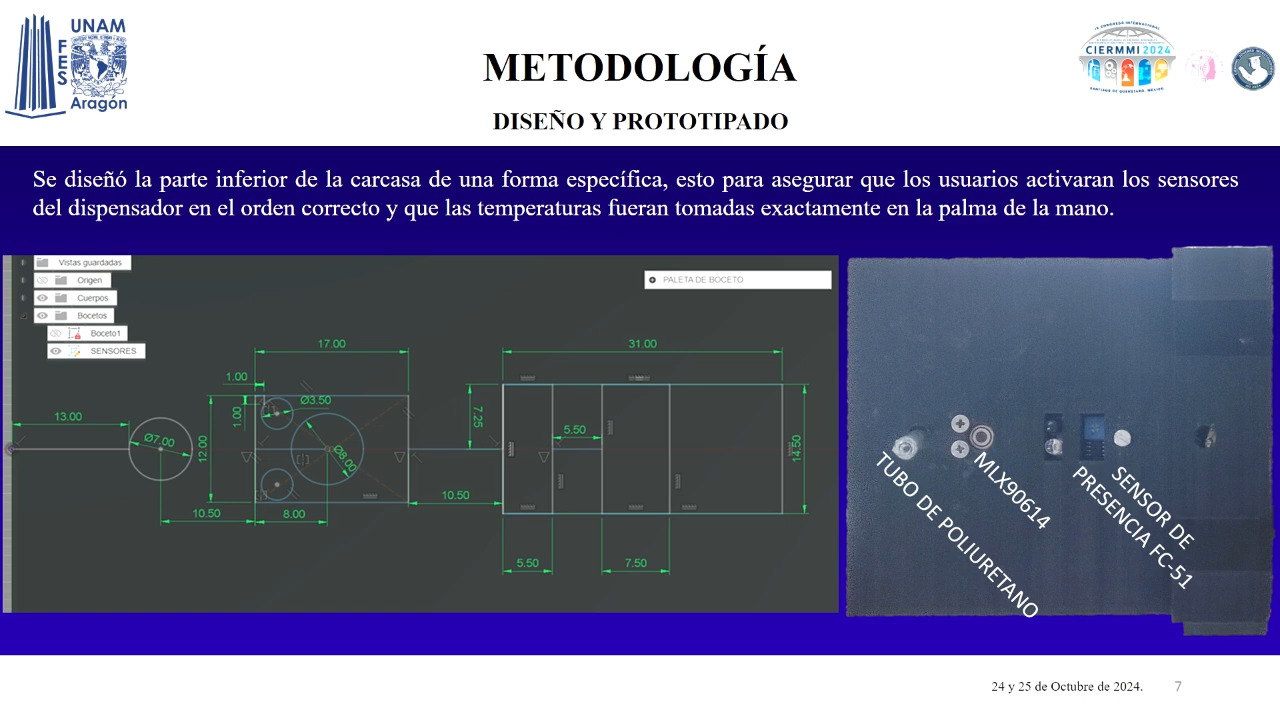 UNAM
FES
Aragón
METODOLOGÍA
DISEÑO Y PROTOTIPADO
CIERMMI 2024
Se diseñó la parte inferior de la carcasa de una forma específica, esto para asegurar que los usuarios activaran los sensores
del dispensador en el orden correcto y que las temperaturas fueran tomadas exactamente en la palma de la mano.
Vistas guardadas
Origen
Cuerpos
Bocetos
Boceto1
SENSORES
PALETA DE BOCETO
17.00
31.00
1.00
13.00
1.00
Ø3.50
7.25
Ø7.00
12.00
Ø8.00
5.50
14.50
10.50
10.50
8.00
5.50
7.50
TUBO DE POLIURETANO
MLX90614
SENSOR DE
PRESENCIA FC-51
24 y 25 de Octubre de 2024.
7